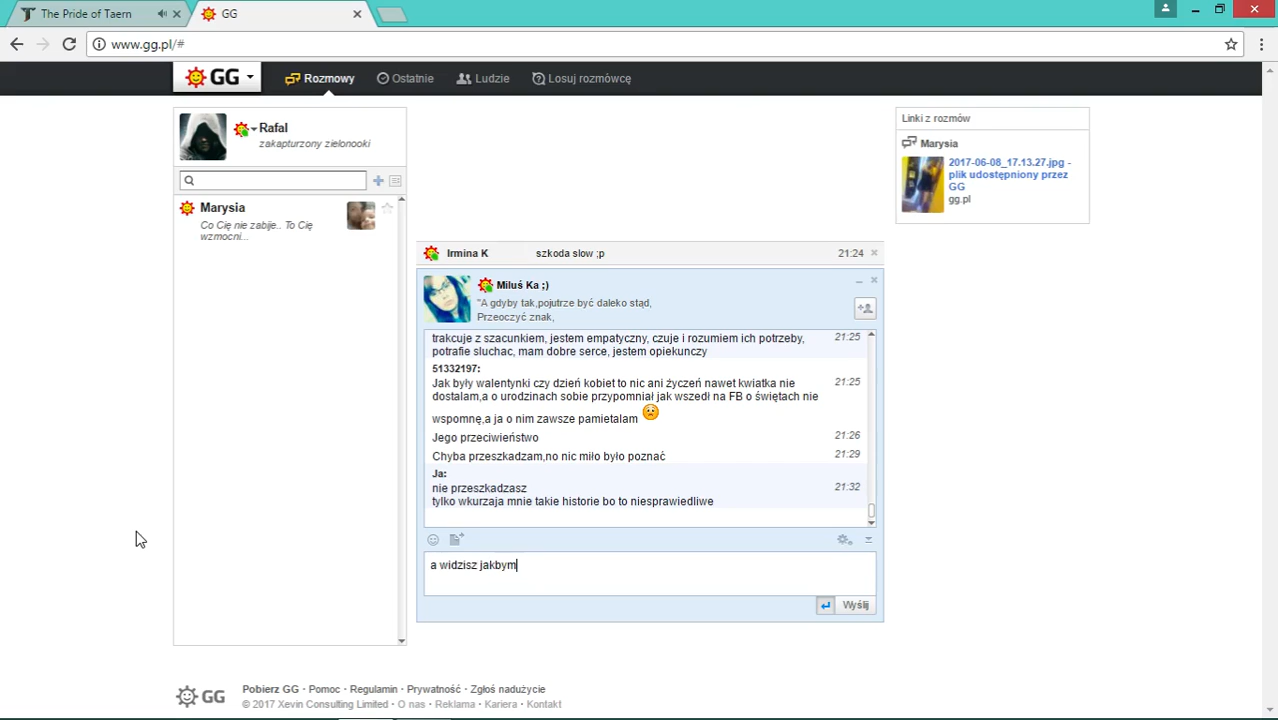 The Pride of Taern
GG
www.gg.pl/#
GG
Rozmowy
Ostatnie
Ludzie
Losuj rozmówcę
Rafal
zakapturzony zielonooki
Marysia
Co Cię nie zabije.. To Cię
wzmocni...
Irmina K szkoda slow ;p 21:24
Miluś Ka ;)
"A gdyby tak,pojutrze być daleko stąd,
Przeoczyć znak,
trakcuje z szacunkiem, jestem empatyczny, czuje i rozumiem ich potrzeby, 21:25
potrafie sluchac, mam dobre serce, jestem opiekunczy
51332197:
Jak były walentynki czy dzień kobiet to nic ani życzeń nawet kwiatka nie 21:25
dostalam,a o urodzinach sobie przypomniał jak wszedł na FB o świętach nie
wspomnę,a ja o nim zawsze pamietalam
Jego przeciwieństwo 21:26
Chyba przeszkadzam,no nic miło było poznać 21:29
Ja:
nie przeszkadzasz 21:32
tylko wkurzaja mnie takie historie bo to niesprawiedliwe
a widzisz jakbym
Wyślij
Linki z rozmów
Marysia
2017-06-08_17.13.27.jpg -
plik udostępniony przez
GG
gg.pl
GG
Pobierz GG · Pomoc · Regulamin · Prywatność · Zgłoś nadużycie
© 2017 Xevin Consulting Limited · O nas · Reklama · Kariera · Kontakt